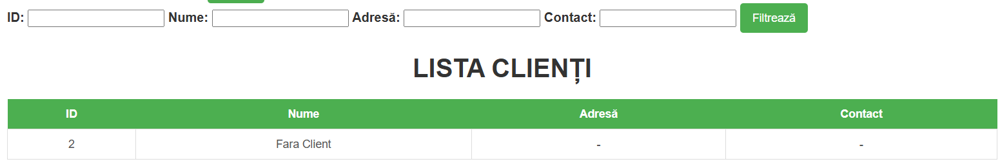 ID: Nume: Adresă: Contact: Filtrează
LISTA CLIENȚI
ID Nume Adresă Contact
2 Fara Client - -